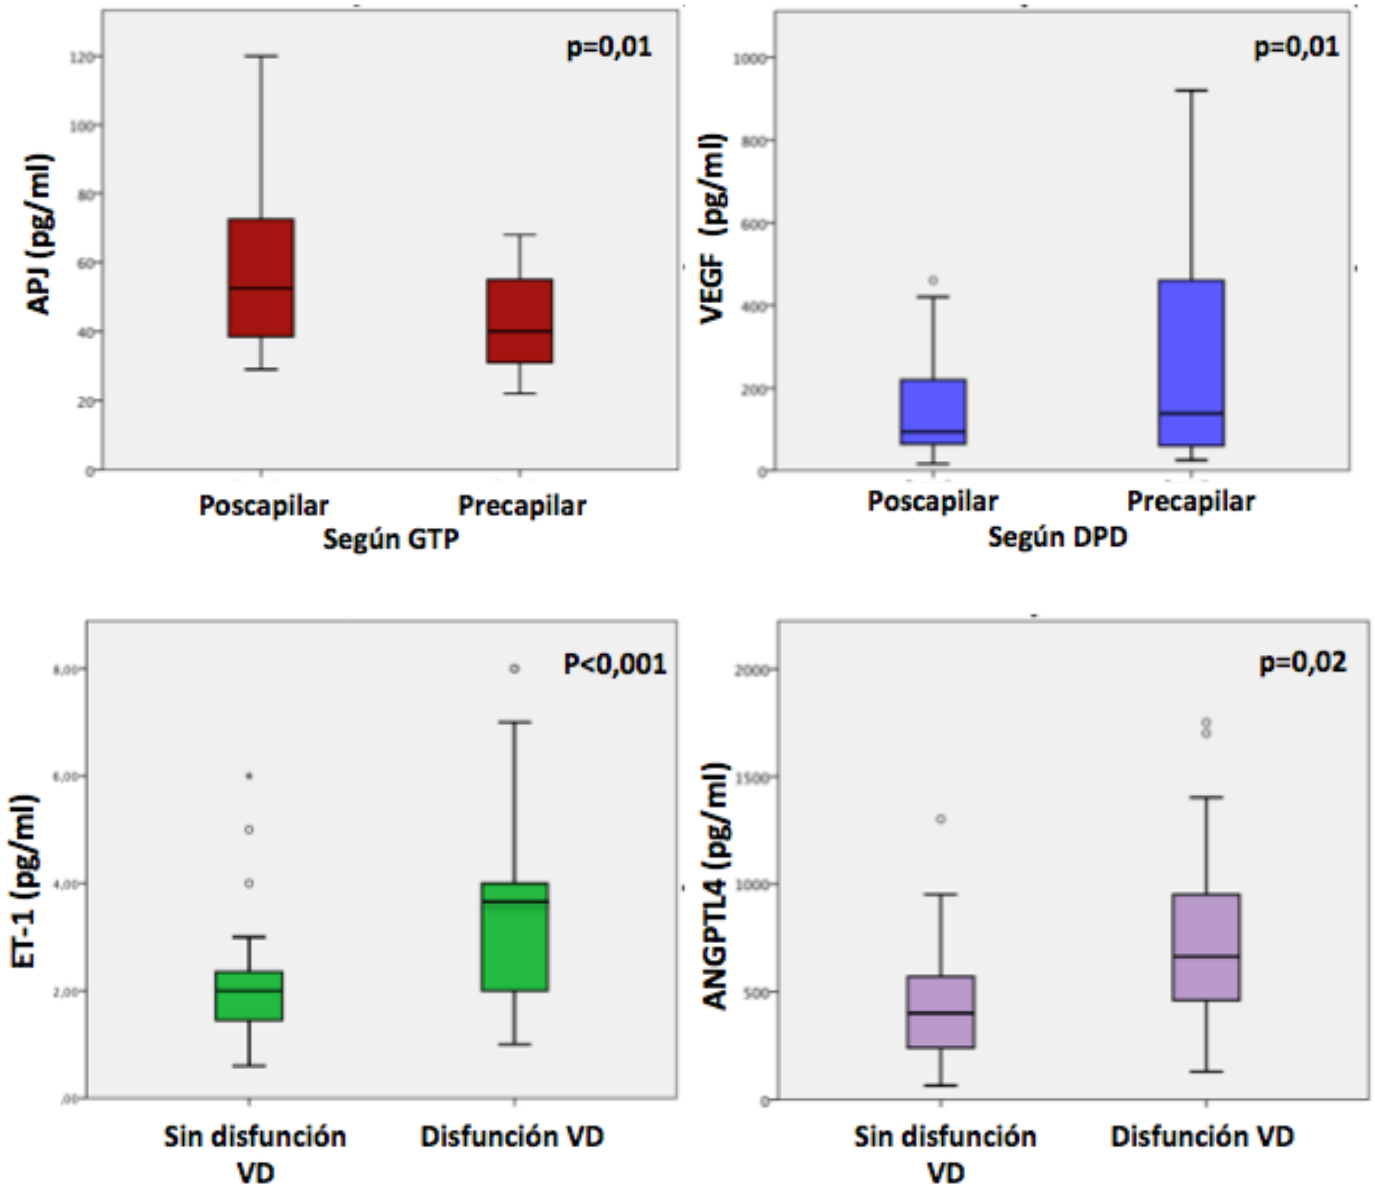 p=0,01
120
100
80
60
40
20
0
APJ (pg/ml)
Poscapilar Precapilar
Según GTP
p=0,01
1000
800
600
400
200
0
VEGF (pg/ml)
Poscapilar Precapilar
Según DPD
P<0,001
8,00
6,00
4,00
2,00
,00
ET-1 (pg/ml)
Sin disfunción Disfunción VD
VD
p=0,02
2000
1500
1000
500
0
ANGPTL4 (pg/ml)
Sin disfunción Disfunción VD
VD